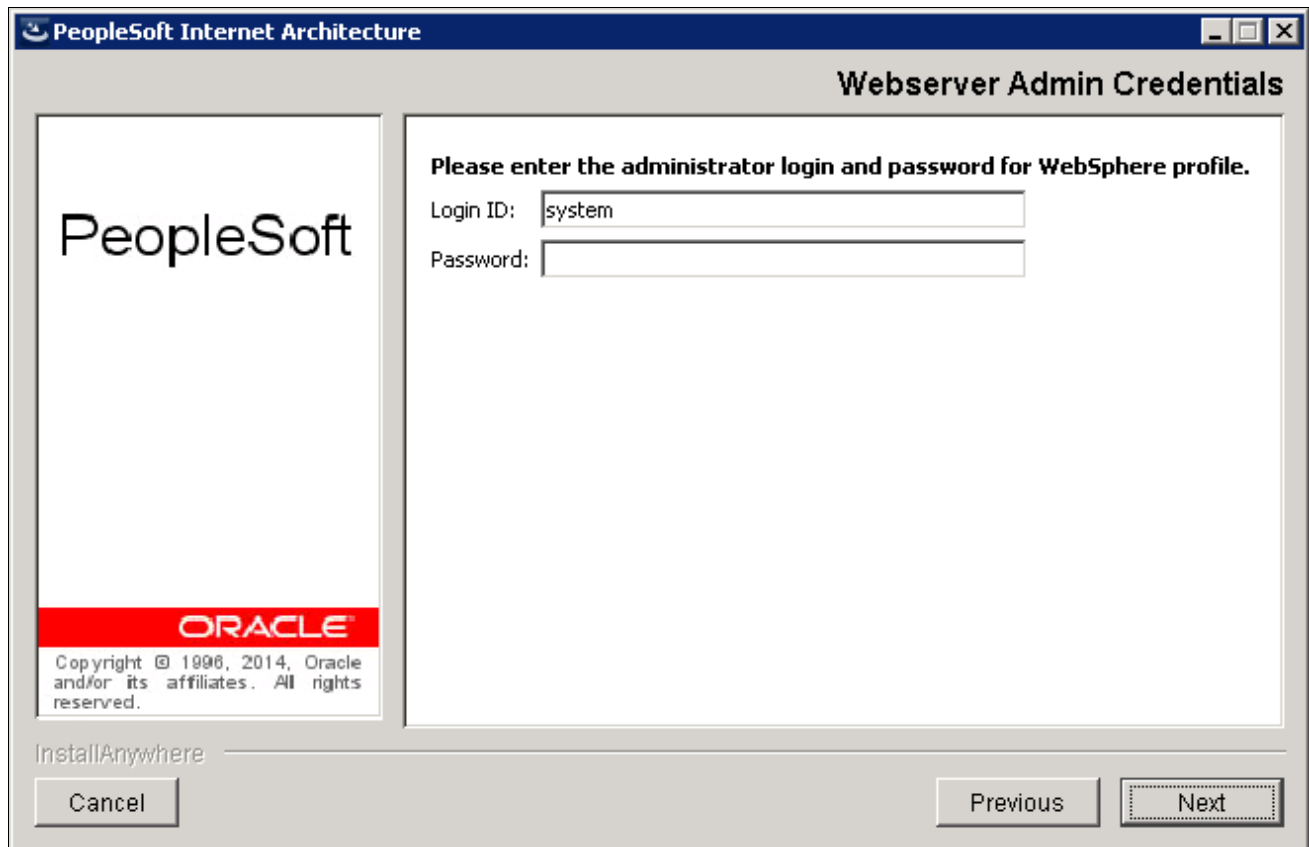 PeopleSoft Internet Architecture
Webserver Admin Credentials
PeopleSoft
ORACLE
Copyright © 1996, 2014, Oracle
and/or its affiliates. All rights
reserved.
Please enter the administrator login and password for WebSphere profile.
Login ID: system
Password:
InstallAnywhere
Cancel Previous Next